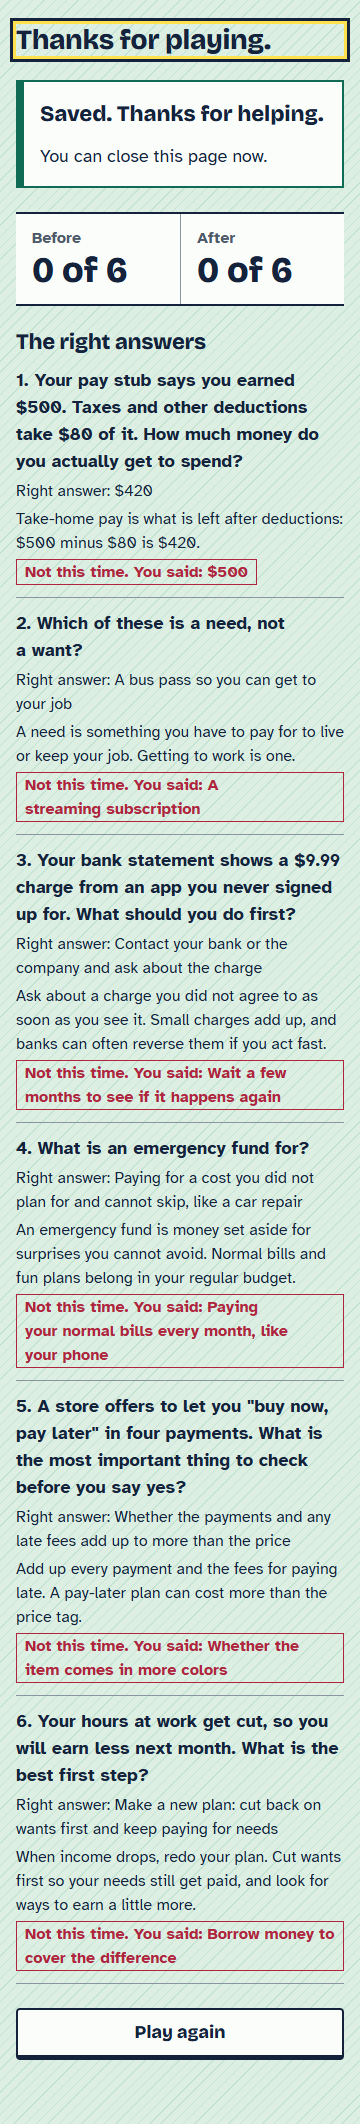 Thanks for playing.
Saved. Thanks for helping.
You can close this page now.
Before
0 of 6
After
0 of 6
The right answers
1. Your pay stub says you earned
$500. Taxes and other deductions
take $80 of it. How much money do
you actually get to spend?
Right answer: $420
Take-home pay is what is left after deductions:
$500 minus $80 is $420.
Not this time. You said: $500
2. Which of these is a need, not
a want?
Right answer: A bus pass so you can get to
your job
A need is something you have to pay for to live
or keep your job. Getting to work is one.
Not this time. You said: A
streaming subscription
3. Your bank statement shows a $9.99
charge from an app you never signed
up for. What should you do first?
Right answer: Contact your bank or the
company and ask about the charge
Ask about a charge you did not agree to as
soon as you see it. Small charges add up, and
banks can often reverse them if you act fast.
Not this time. You said: Wait a few
months to see if it happens again
4. What is an emergency fund for?
Right answer: Paying for a cost you did not
plan for and cannot skip, like a car repair
An emergency fund is money set aside for
surprises you cannot avoid. Normal bills and
fun plans belong in your regular budget.
Not this time. You said: Paying
your normal bills every month, like
your phone
5. A store offers to let you "buy now,
pay later" in four payments. What is
the most important thing to check
before you say yes?
Right answer: Whether the payments and any
late fees add up to more than the price
Add up every payment and the fees for paying
late. A pay-later plan can cost more than the
price tag.
Not this time. You said: Whether the
item comes in more colors
6. Your hours at work get cut, so you
will earn less next month. What is the
best first step?
Right answer: Make a new plan: cut back on
wants first and keep paying for needs
When income drops, redo your plan. Cut wants
first so your needs still get paid, and look for
ways to earn a little more.
Not this time. You said: Borrow money to
cover the difference
Play again